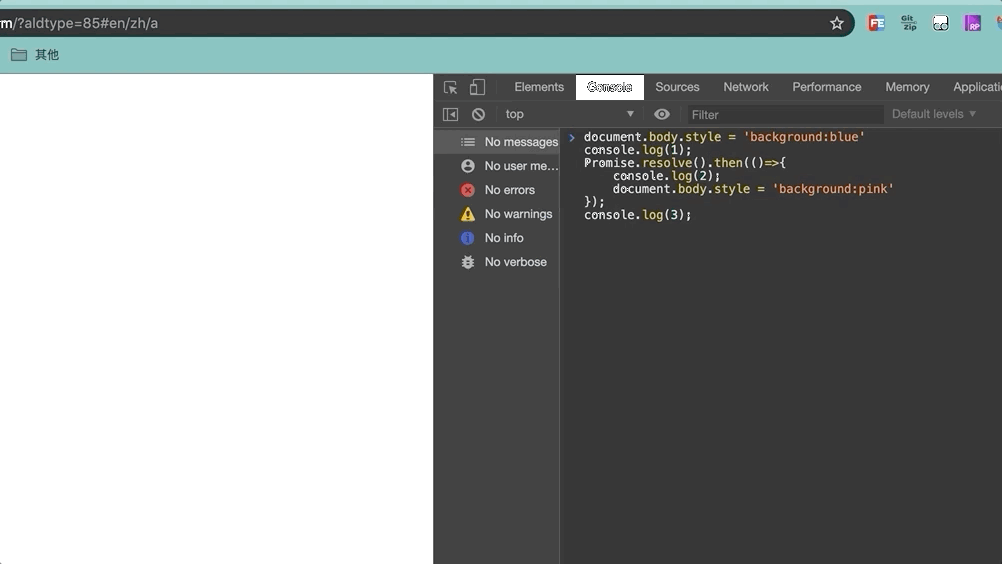 rm/?aldtype=85#en/zh/a
FE
Git Zip
RP
其他
Elements Console Sources Network Performance Memory Applicati
top Filter Default levels
No messages
No user me...
No errors
No warnings
No info
No verbose
document.body.style = 'background:blue'
console.log(1);
Promise.resolve().then(()=>{
    console.log(2);
    document.body.style = 'background:pink'
});
console.log(3);